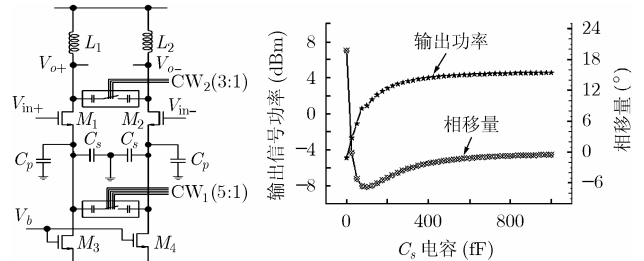 L₁ L₂
Vₒ₊ Vₒ₋
CW₂(3:1)
Vᵢₙ₊ M₁ M₂ Vᵢₙ₋
Cₛ Cₛ
Cₚ Cₚ
CW₁(5:1)
V_b
M₃ M₄
输出信号功率 (dBm)
8
4
0
−4
−8
输出功率
相移量
24
18
12
6
0
−6
相移量 (°)
0 400 800
Cₛ 电容 (fF)